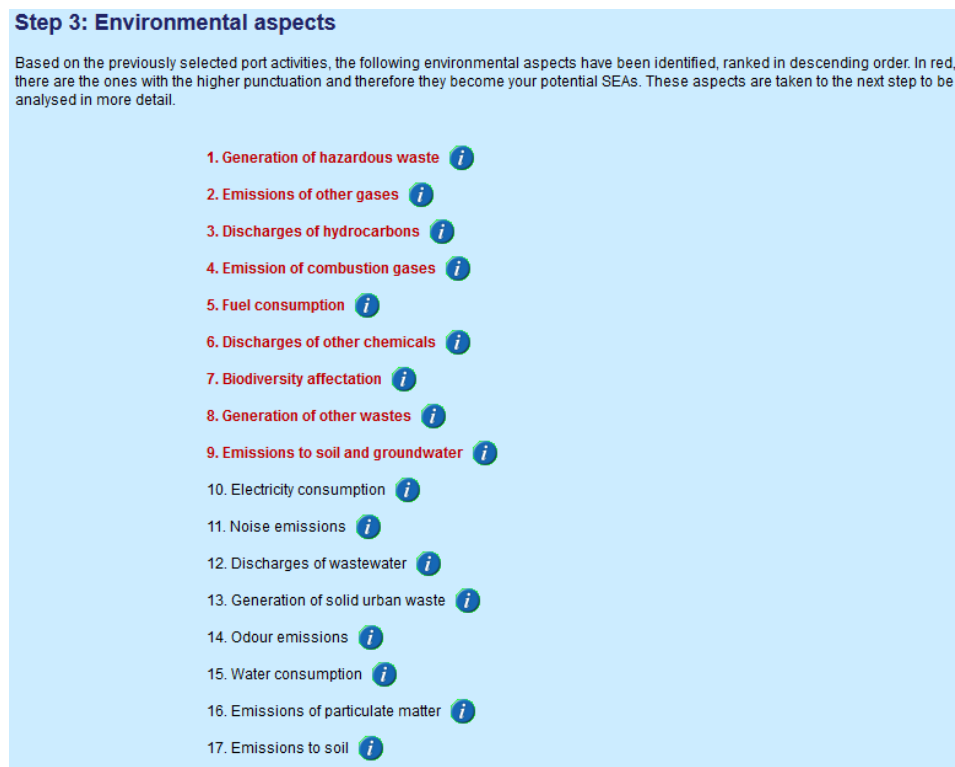 Step 3: Environmental aspects
Based on the previously selected port activities, the following environmental aspects have been identified, ranked in descending order. In red,
there are the ones with the higher punctuation and therefore they become your potential SEAs. These aspects are taken to the next step to be
analysed in more detail.
1. Generation of hazardous waste i
2. Emissions of other gases i
3. Discharges of hydrocarbons i
4. Emission of combustion gases i
5. Fuel consumption i
6. Discharges of other chemicals i
7. Biodiversity affectation i
8. Generation of other wastes i
9. Emissions to soil and groundwater i
10. Electricity consumption i
11. Noise emissions i
12. Discharges of wastewater i
13. Generation of solid urban waste i
14. Odour emissions i
15. Water consumption i
16. Emissions of particulate matter i
17. Emissions to soil i